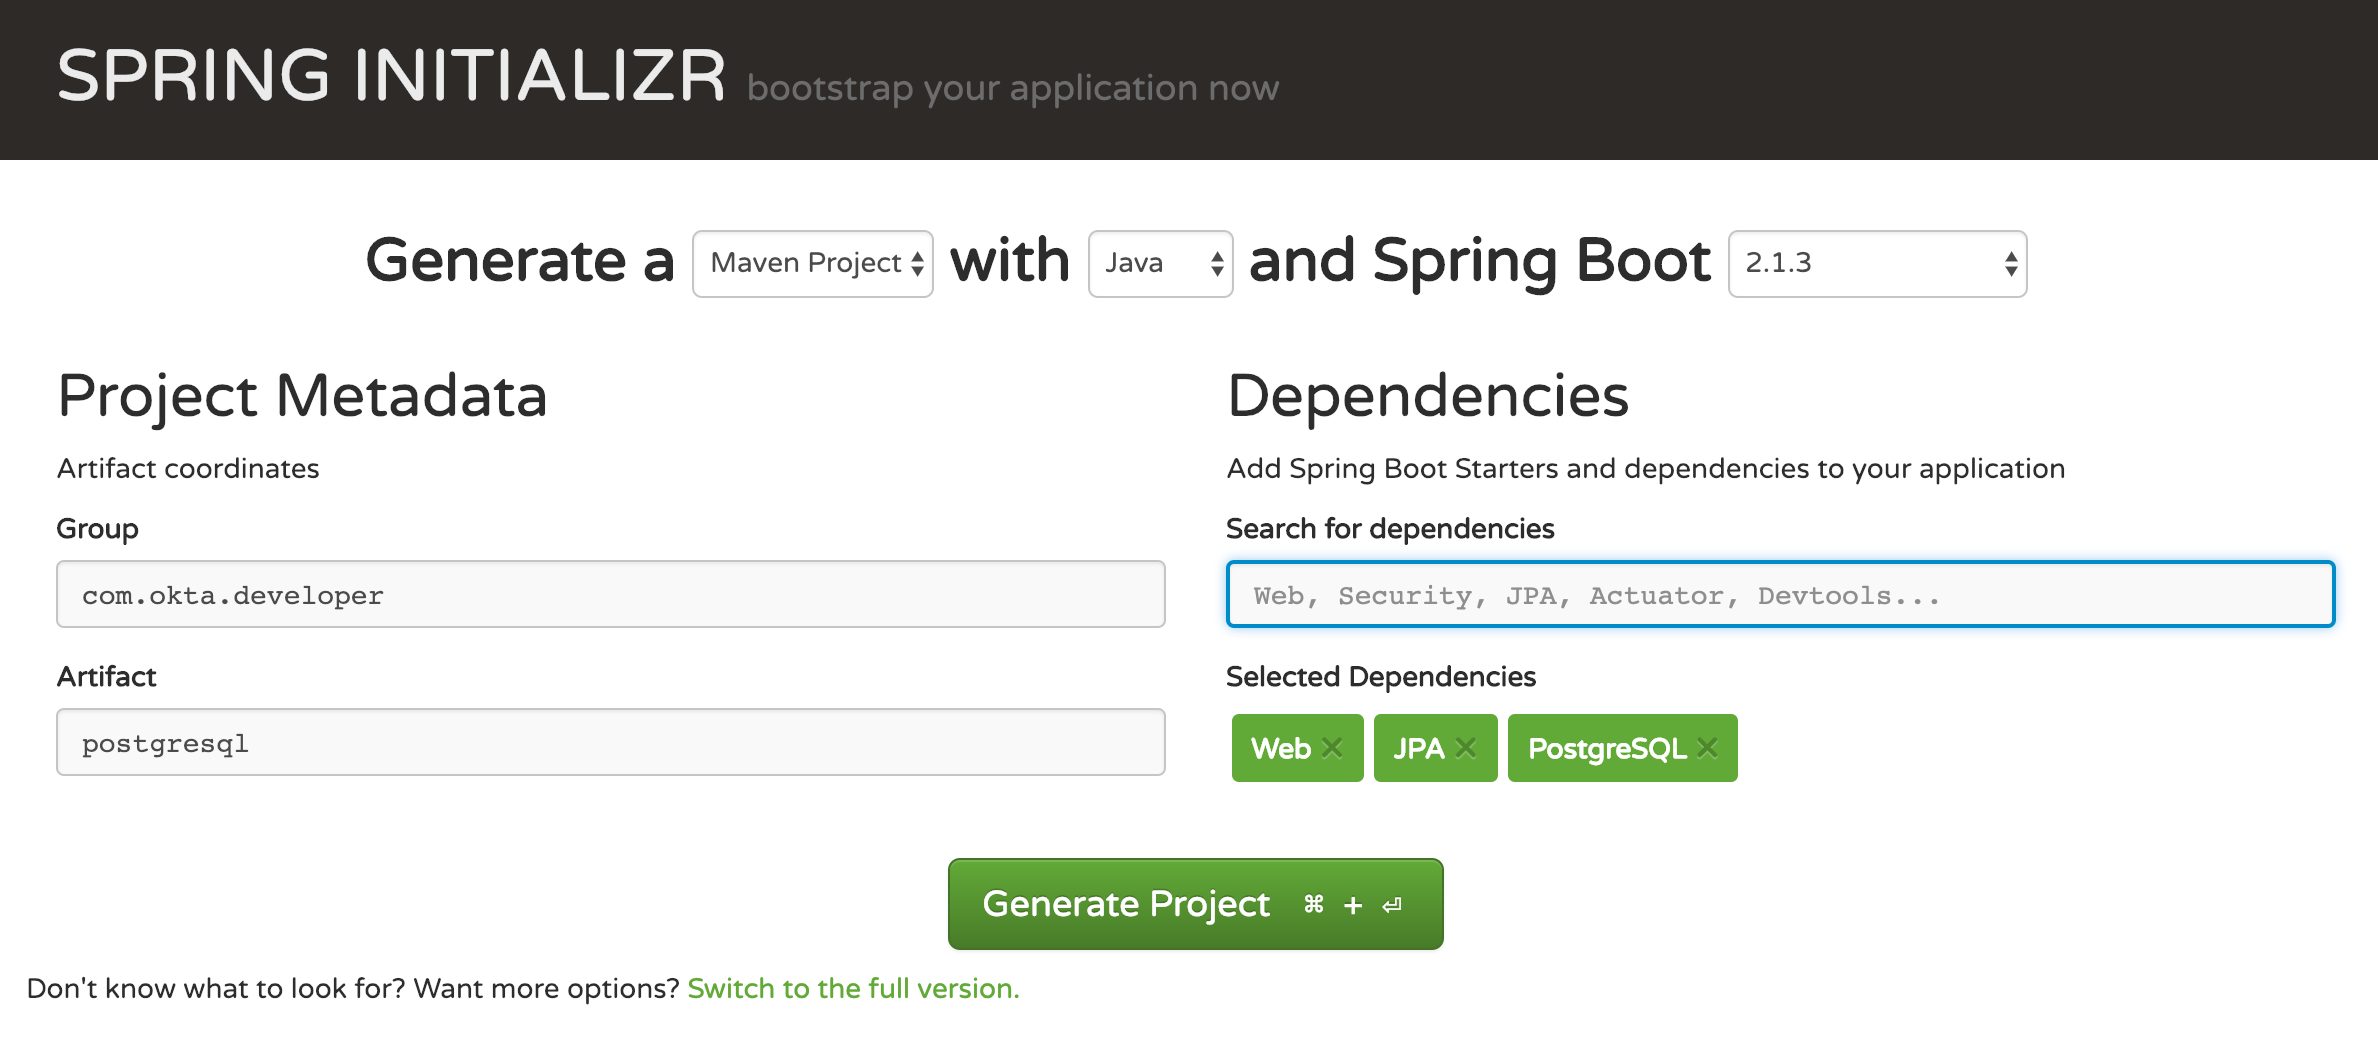 SPRING INITIALIZR bootstrap your application now
Generate a Maven Project with Java and Spring Boot 2.1.3
Project Metadata
Artifact coordinates
Group
com.okta.developer
Artifact
postgresql
Dependencies
Add Spring Boot Starters and dependencies to your application
Search for dependencies
Web, Security, JPA, Actuator, Devtools...
Selected Dependencies
Web × JPA × PostgreSQL ×
Generate Project ⌘ + ⏎
Don't know what to look for? Want more options? Switch to the full version.